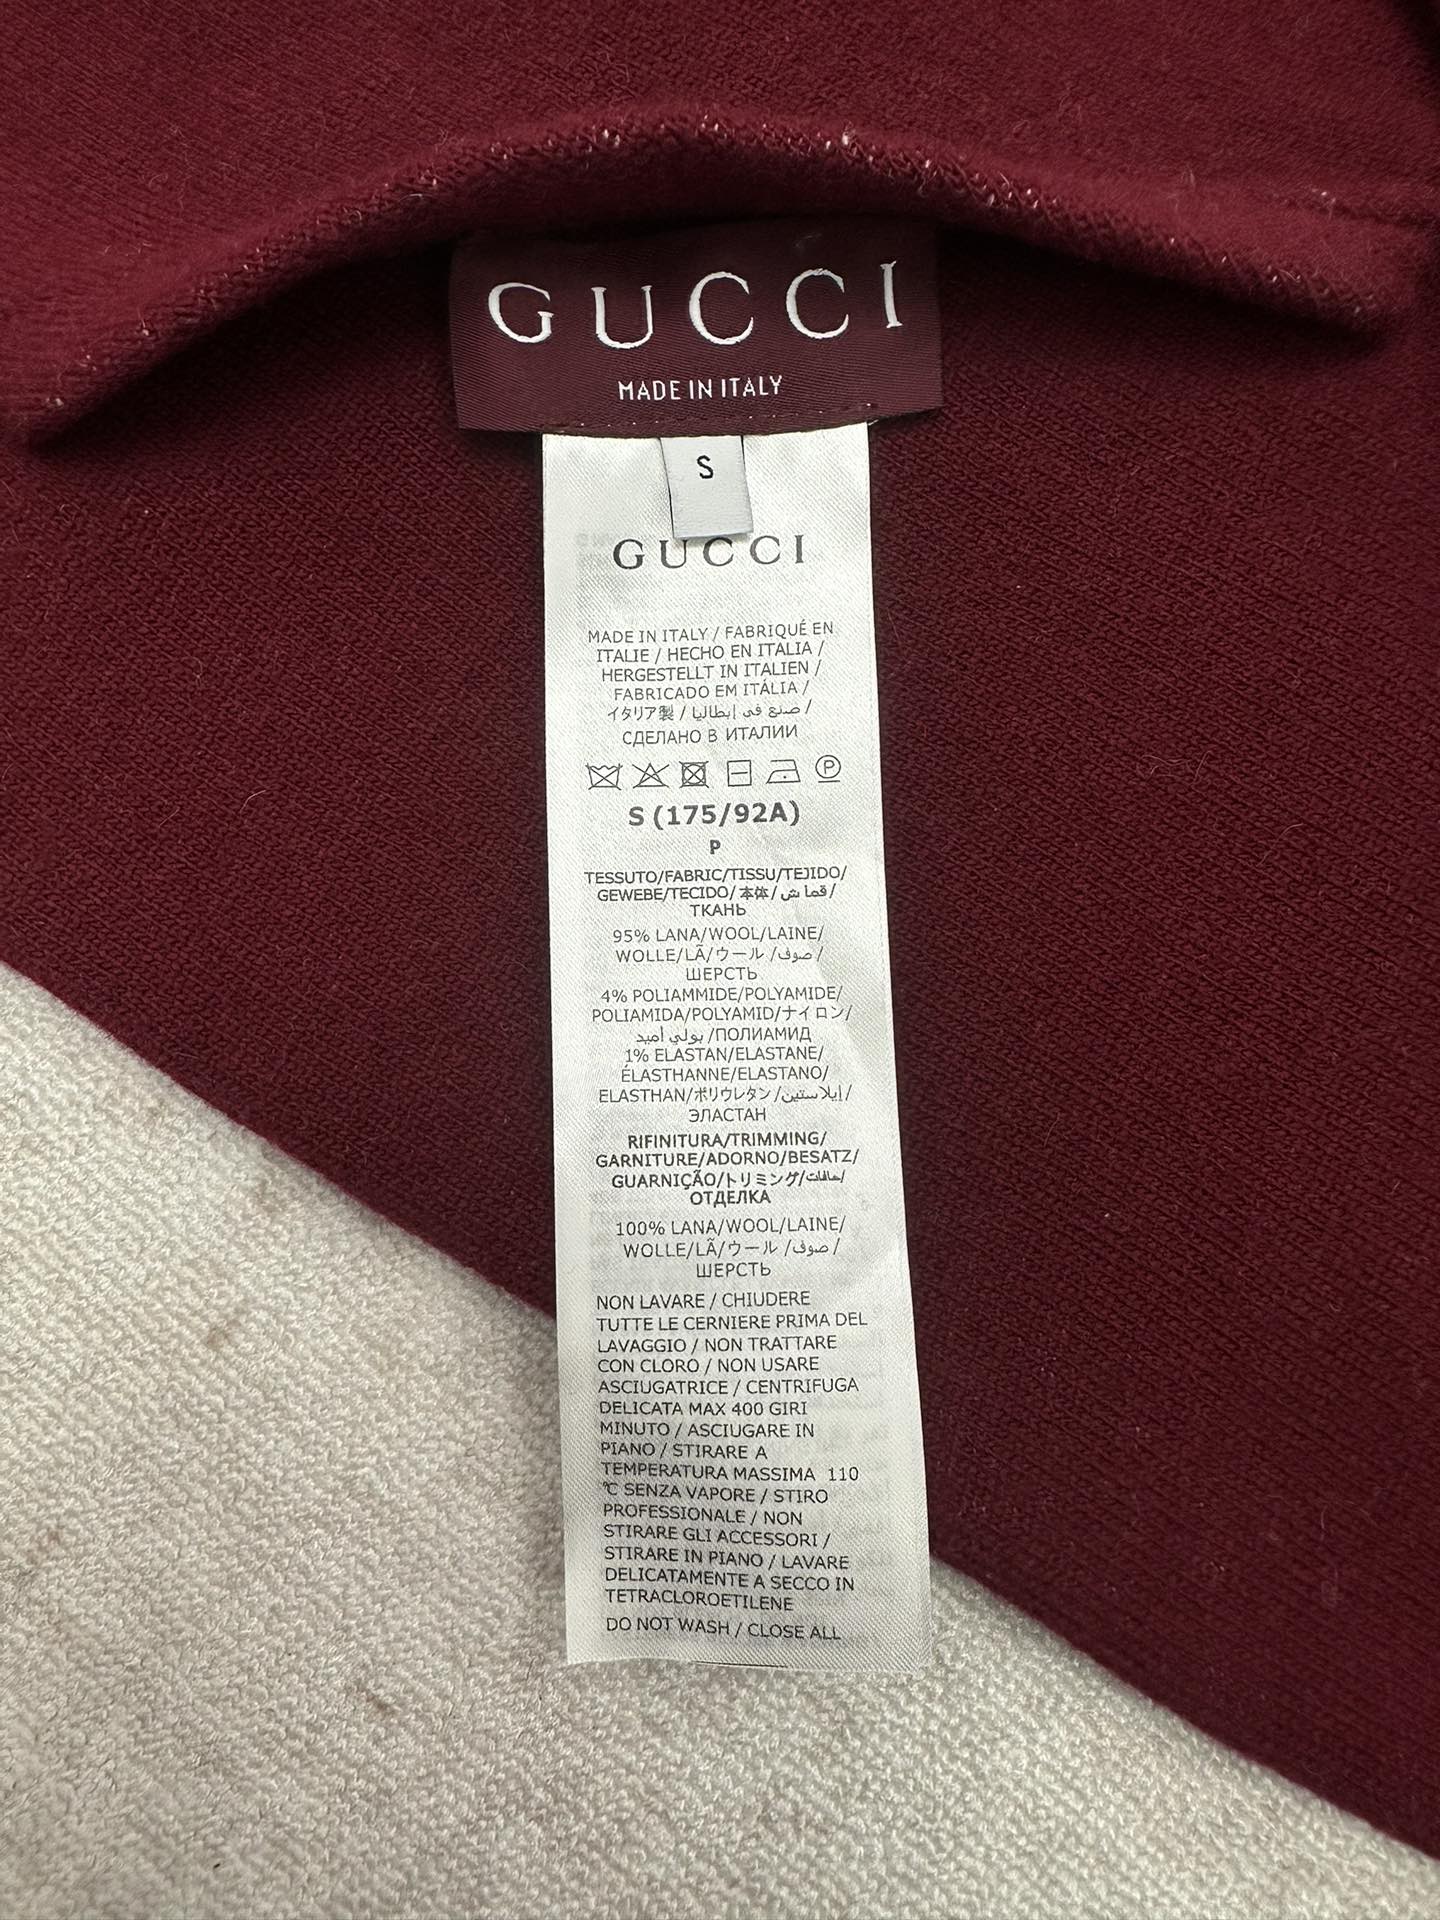 GUCCI
MADE IN ITALY
S
GUCCI
MADE IN ITALY / FABRIQUÉ EN
ITALIE / HECHO EN ITALIA /
HERGESTELLT IN ITALIEN /
FABRICADO EM ITÁLIA /
イタリア製 / صنع في إيطاليا /
СДЕЛАНО В ИТАЛИИ
P
S (175/92A)
P
TESSUTO/FABRIC/TISSU/TEJIDO/
GEWEBE/TECIDO/本体/قماش/
ТКАНЬ
95% LANA/WOOL/LAINE/
WOLLE/LÃ/ウール /صوف/
ШЕРСТЬ
4% POLIAMMIDE/POLYAMIDE/
POLIAMIDA/POLYAMID/ナイロン/
بولي أميد/ПОЛИАМИД
1% ELASTAN/ELASTANE/
ÉLASTHANNE/ELASTANO/
ELASTHAN/ポリウレタン/إيلاستين/
ЭЛАСТАН
RIFINITURA/TRIMMING/
GARNITURE/ADORNO/BESATZ/
GUARNIÇÃO/トリミング/حافات/
ОТДЕЛКА
100% LANA/WOOL/LAINE/
WOLLE/LÃ/ウール /صوف/
ШЕРСТЬ
NON LAVARE / CHIUDERE
TUTTE LE CERNIERE PRIMA DEL
LAVAGGIO / NON TRATTARE
CON CLORO / NON USARE
ASCIUGATRICE / CENTRIFUGA
DELICATA MAX 400 GIRI
MINUTO / ASCIUGARE IN
PIANO / STIRARE A
TEMPERATURA MASSIMA 110
°C SENZA VAPORE / STIRO
PROFESSIONALE / NON
STIRARE GLI ACCESSORI /
STIRARE IN PIANO / LAVARE
DELICATAMENTE A SECCO IN
TETRACLOROETILENE
DO NOT WASH / CLOSE ALL